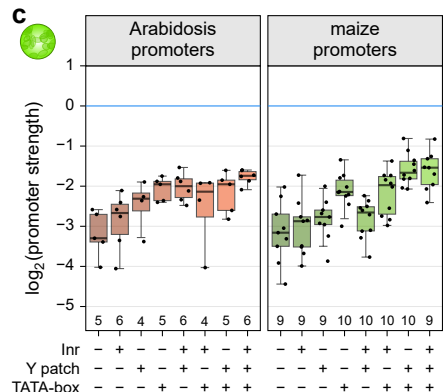 c
Arabidosis
promoters
maize
promoters
log2(promoter strength)
1
0
−1
−2
−3
−4
−5
5 6 4 5 6 4 5 6 9 9 9 10 10 10 10 9
Inr − + − − + + − + − + − − + + − +
Y patch − − + − + − + + − − + − + − + +
TATA-box − − − + − + + + − − − + − + + +